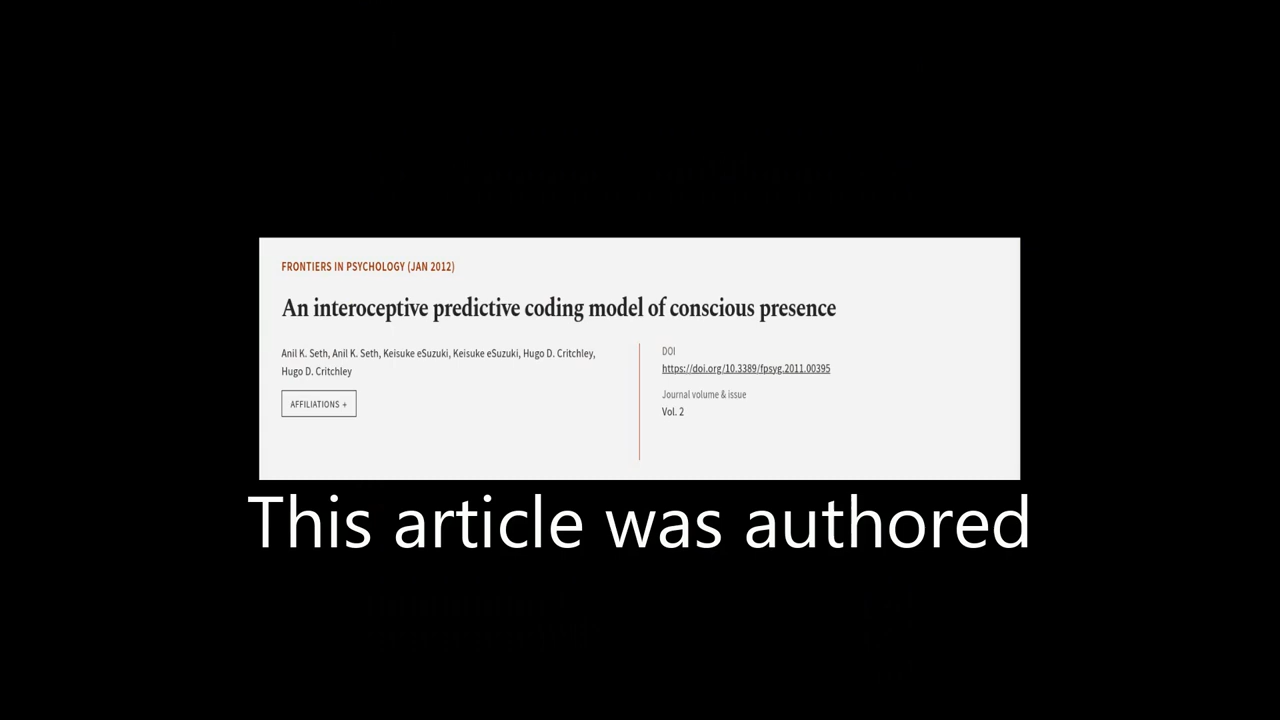 FRONTIERS IN PSYCHOLOGY (JAN 2012)
An interoceptive predictive coding model of conscious presence
Anil K. Seth, Anil K. Seth, Keisuke eSuzuki, Keisuke eSuzuki, Hugo D. Critchley,
Hugo D. Critchley
AFFILIATIONS +
DOI
https://doi.org/10.3389/fpsyg.2011.00395
Journal volume & issue
Vol. 2
This article was authored